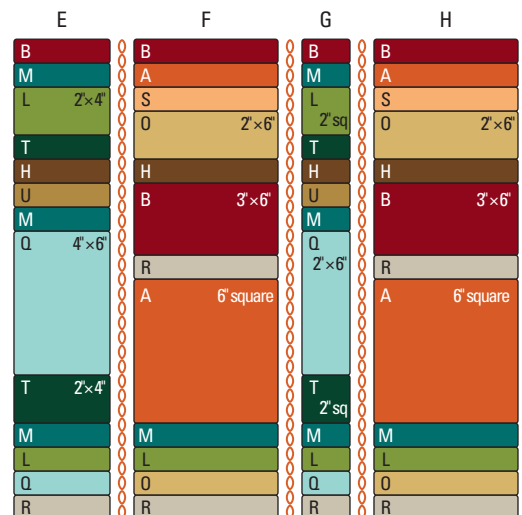 E
B
M
L 2"×4"
T
H
U
M
Q 4"×6"
T 2"×4"
M
L
Q
R
F
B
A
S
O 2"×6"
H
B 3"×6"
R
A 6" square
M
L
O
R
G
B
M
L
2" sq
T
H
U
M
Q
2"×6"
T
2" sq
M
L
Q
R
H
B
A
S
O 2"×6"
H
B 3"×6"
R
A 6" square
M
L
O
R